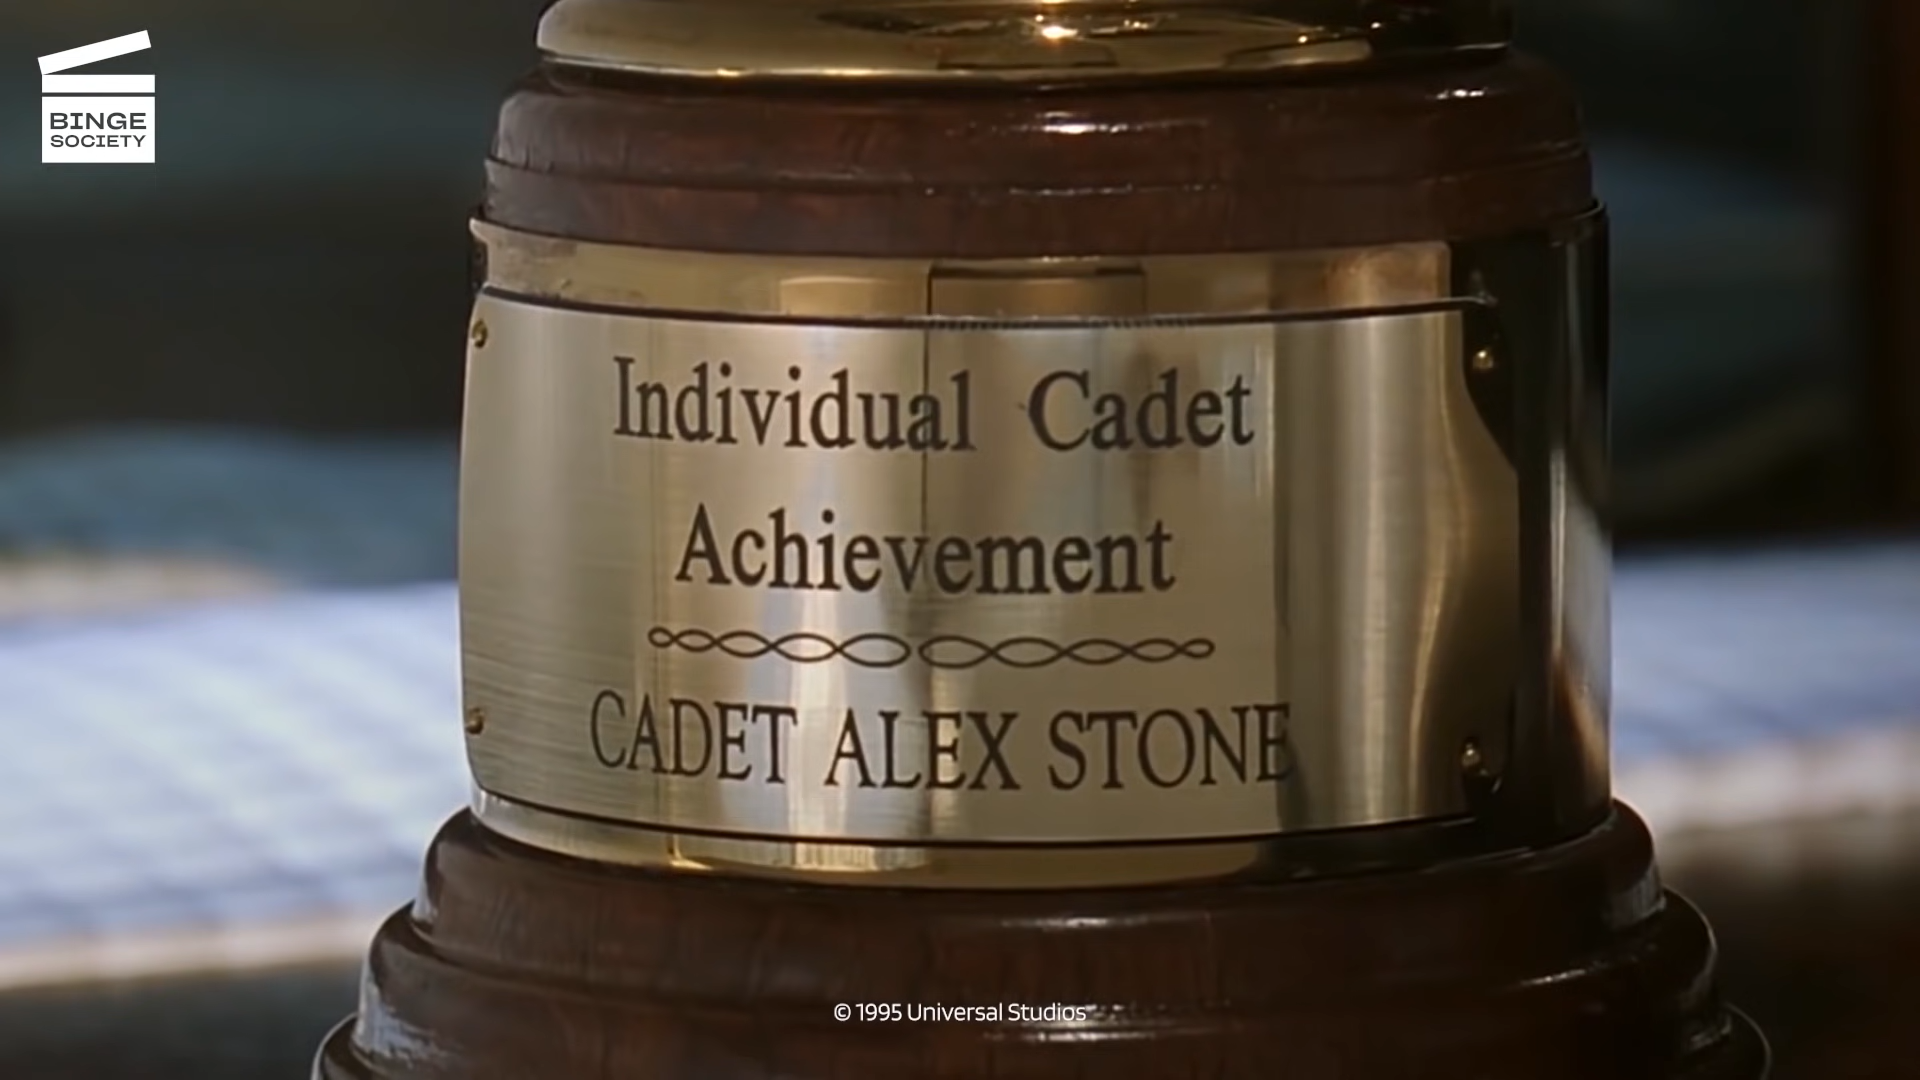 BINGE
SOCIETY
Individual Cadet
Achievement
CADET ALEX STONE
© 1995 Universal Studios